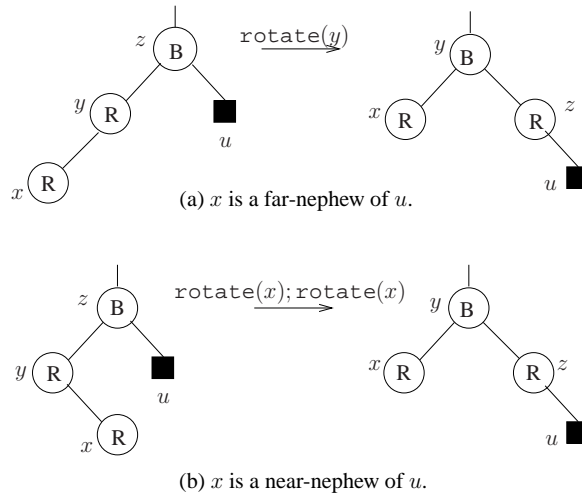 z B rotate(y) y B
y R u x R R z
x R u
(a) x is a far-nephew of u.
rotate(x);rotate(x)
z B y B
y R u x R R z
x R u
(b) x is a near-nephew of u.